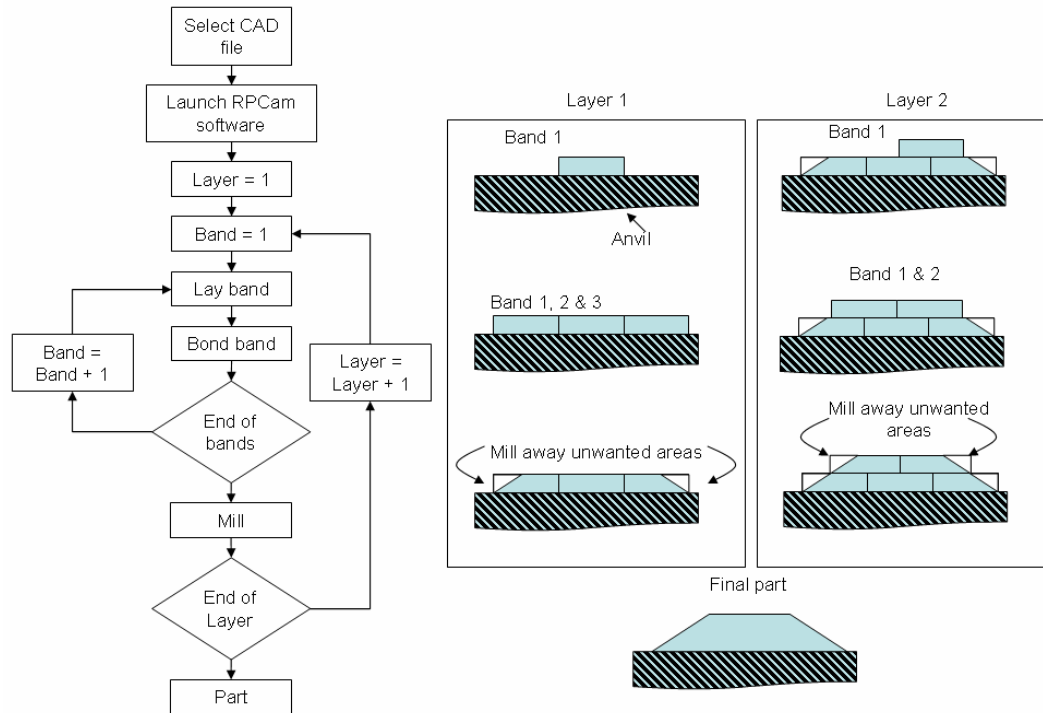 Select CAD
file
Launch RPCam
software
Layer = 1
Band = 1
Lay band
Bond band
Band =
Band + 1
Layer =
Layer + 1
End of
bands
Mill
End of
Layer
Part
Layer 1
Band 1
Anvil
Band 1, 2 & 3
Mill away unwanted areas
Layer 2
Band 1
Band 1 & 2
Mill away unwanted
areas
Final part